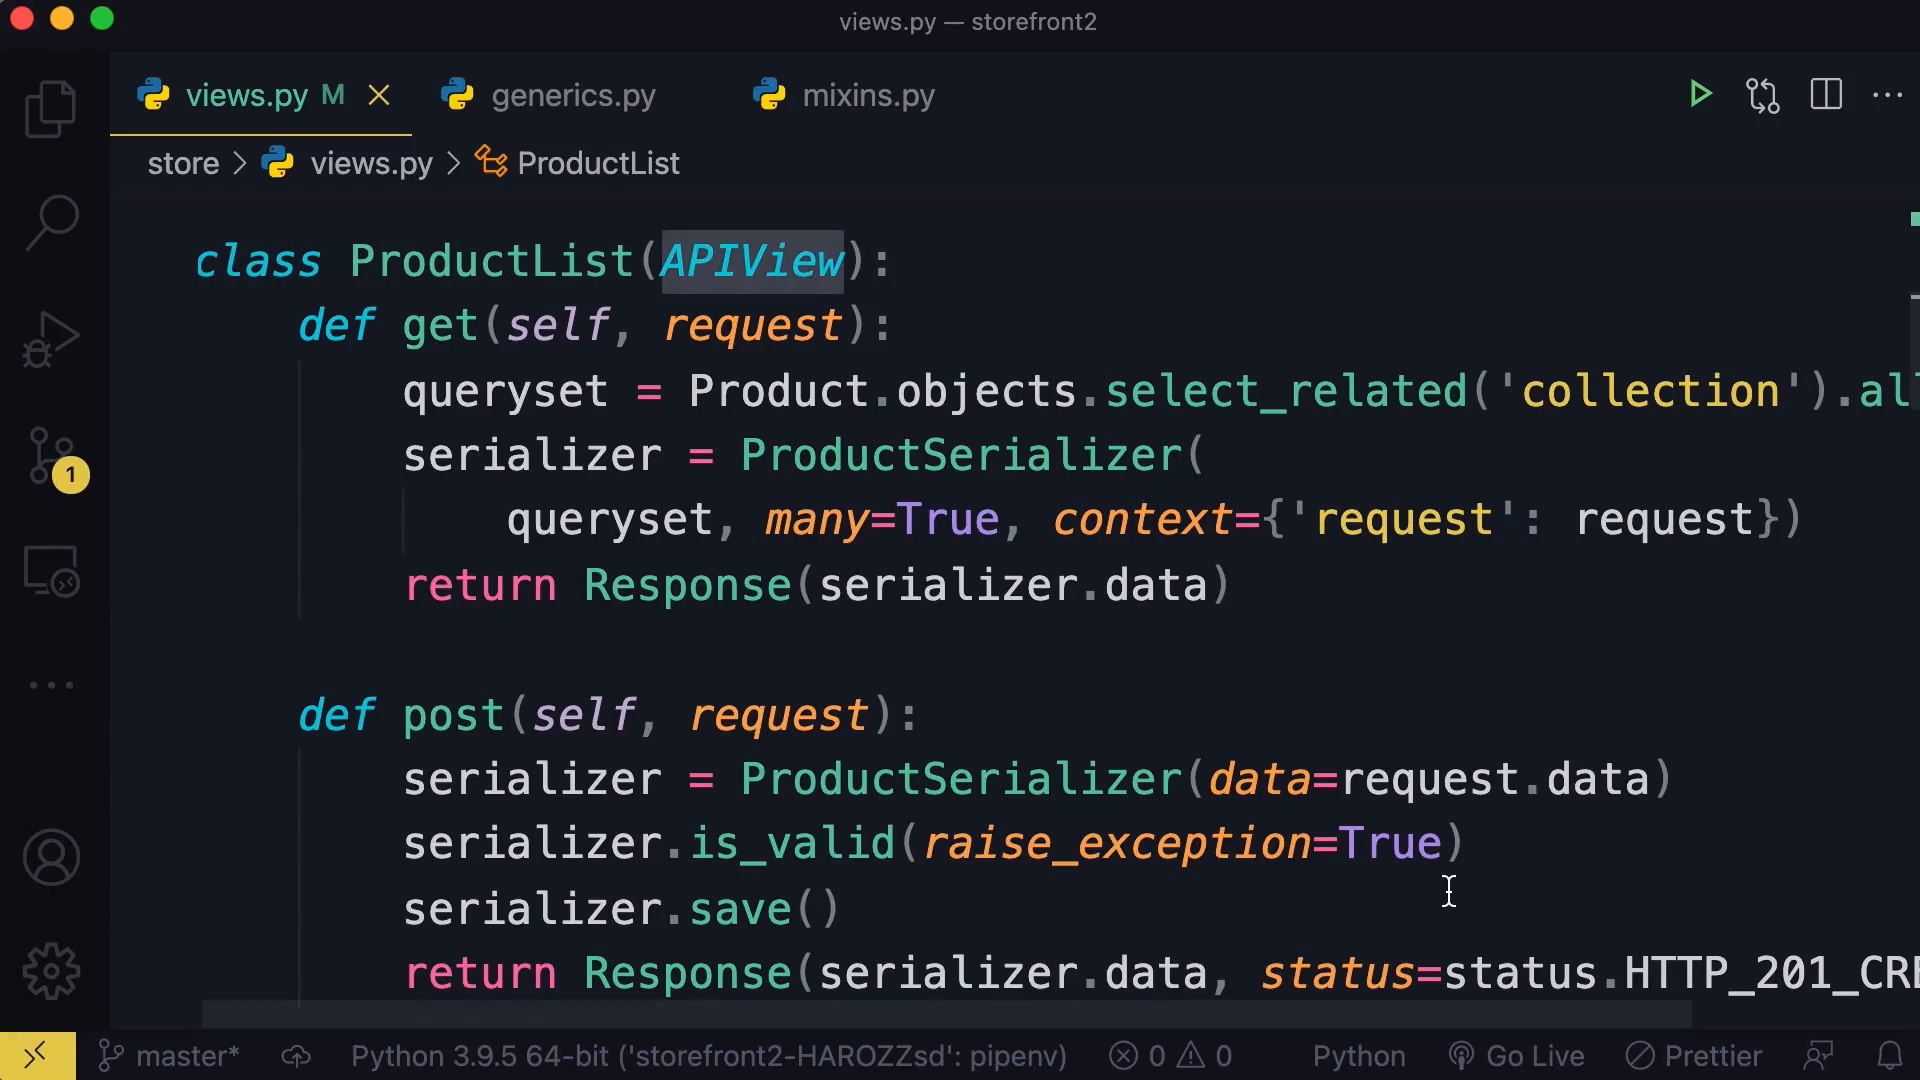 views.py — storefront2
views.py M generics.py mixins.py
store > views.py > ProductList
class ProductList(APIView):
def get(self, request):
queryset = Product.objects.select_related('collection').al
serializer = ProductSerializer(
queryset, many=True, context={'request': request})
return Response(serializer.data)
def post(self, request):
serializer = ProductSerializer(data=request.data)
serializer.is_valid(raise_exception=True)
serializer.save()
return Response(serializer.data, status=status.HTTP_201_CRE
1
master* Python 3.9.5 64-bit ('storefront2-HAROZZsd': pipenv) 0 0 Python Go Live Prettier